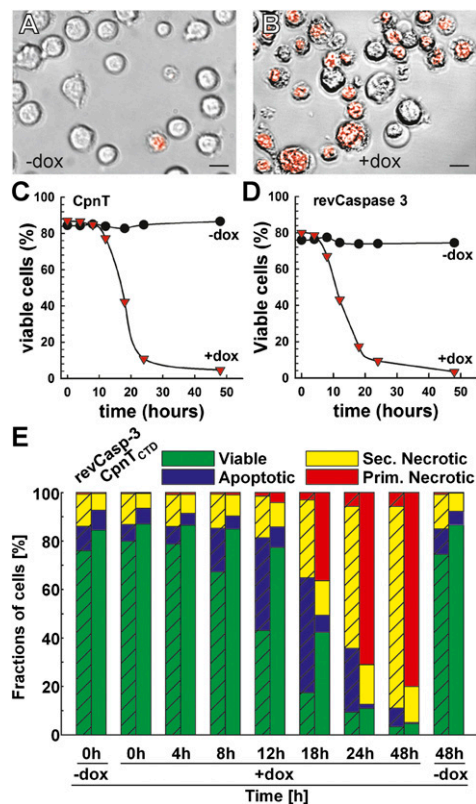 A
B
-dox
+dox
C
CpnT
D
revCaspase 3
100
80
60
40
20
0
viable cells (%)
-dox
+dox
0
10
20
30
40
50
time (hours)
100
80
60
40
20
0
Viable cells (%)
-dox
+dox
0
10
20
30
40
50
time (hours)
E
revCasp-3
CpnTCTD
Viable
Apoptotic
Sec. Necrotic
Prim. Necrotic
100
80
60
40
20
0
Fractions of cells [%]
0h 0h 4h 8h 12h 18h 24h 48h 48h
-dox +dox -dox
Time [h]